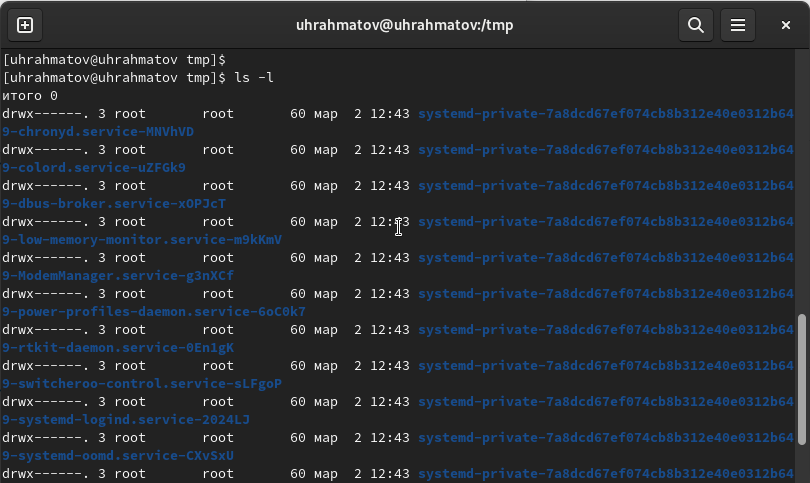 uhrahmatov@uhrahmatov:/tmp
[uhrahmatov@uhrahmatov tmp]$
[uhrahmatov@uhrahmatov tmp]$ ls -l
итого 0
drwx------. 3 root       root       60 мар  2 12:43 systemd-private-7a8dcd67ef074cb8b312e40e0312b64
9-chronyd.service-MNVhVD
drwx------. 3 root       root       60 мар  2 12:43 systemd-private-7a8dcd67ef074cb8b312e40e0312b64
9-colord.service-uZFGk9
drwx------. 3 root       root       60 мар  2 12:43 systemd-private-7a8dcd67ef074cb8b312e40e0312b64
9-dbus-broker.service-xOPJcT
drwx------. 3 root       root       60 мар  2 12:43 systemd-private-7a8dcd67ef074cb8b312e40e0312b64
9-low-memory-monitor.service-m9kKmV
drwx------. 3 root       root       60 мар  2 12:43 systemd-private-7a8dcd67ef074cb8b312e40e0312b64
9-ModemManager.service-g3nXCf
drwx------. 3 root       root       60 мар  2 12:43 systemd-private-7a8dcd67ef074cb8b312e40e0312b64
9-power-profiles-daemon.service-6oC0k7
drwx------. 3 root       root       60 мар  2 12:43 systemd-private-7a8dcd67ef074cb8b312e40e0312b64
9-rtkit-daemon.service-0En1gK
drwx------. 3 root       root       60 мар  2 12:43 systemd-private-7a8dcd67ef074cb8b312e40e0312b64
9-switcheroo-control.service-sLFgoP
drwx------. 3 root       root       60 мар  2 12:43 systemd-private-7a8dcd67ef074cb8b312e40e0312b64
9-systemd-logind.service-2024LJ
drwx------. 3 root       root       60 мар  2 12:43 systemd-private-7a8dcd67ef074cb8b312e40e0312b64
9-systemd-oomd.service-CXvSxU
drwx------. 3 root       root       60 мар  2 12:43 systemd-private-7a8dcd67ef074cb8b312e40e0312b64